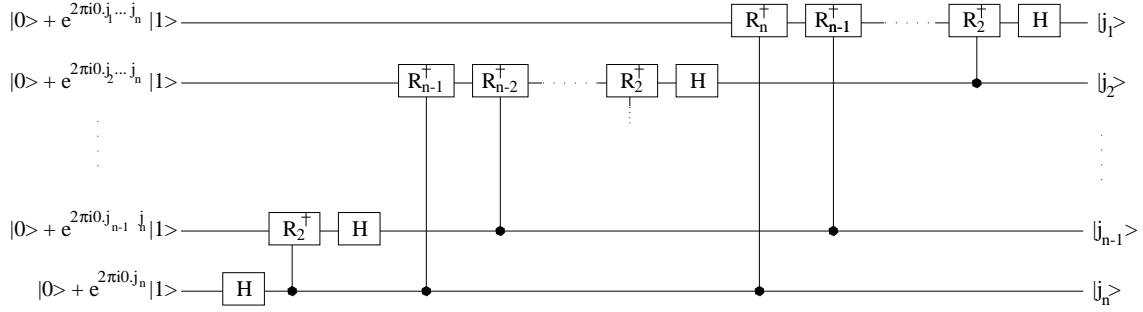 |0> + e^{2πi0.j_1... j_n} |1> R_n^† R_{n-1}^† R_2^† H |j_1>
|0> + e^{2πi0.j_2... j_n} |1> R_{n-1}^† R_{n-2}^† R_2^† H |j_2>
|0> + e^{2πi0.j_{n-1} j_n} |1> R_2^† H |j_{n-1}>
|0> + e^{2πi0.j_n} |1> H |j_n>